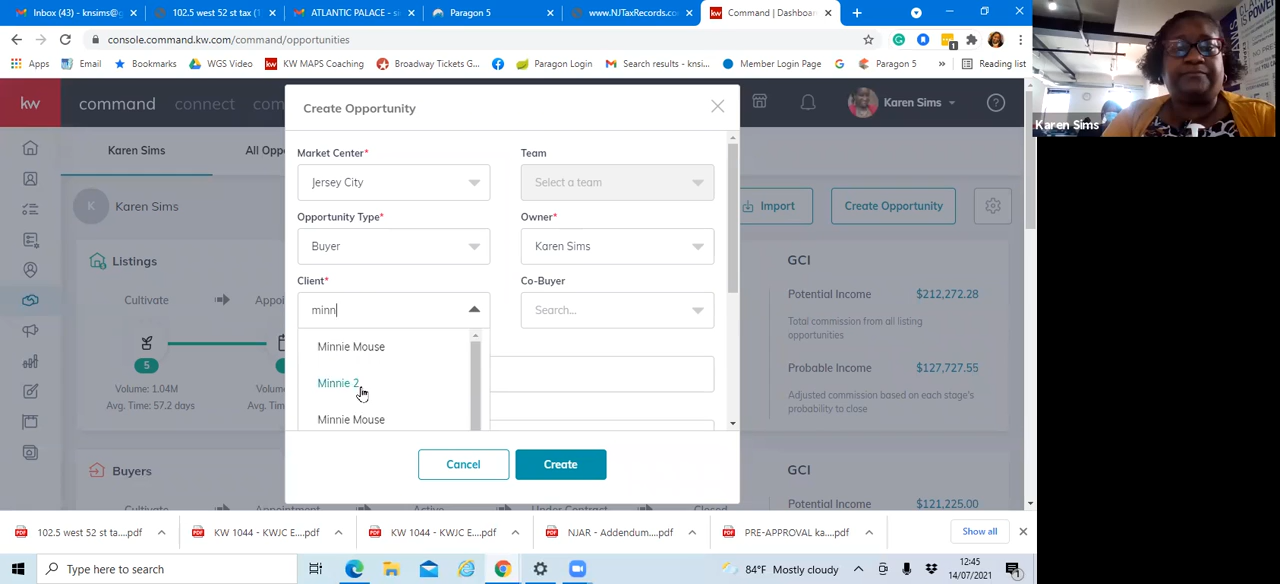 Inbox (43) - knsims@g
102.5 west 52 st tax (1
ATLANTIC PALACE - si
Paragon 5
www.NJTaxRecords.co
Command | Dashboar
console.command.kw.com/command/opportunities
Apps
Email
Bookmarks
WGS Video
KW MAPS Coaching
Broadway Tickets G...
Paragon Login
Search results - knsi...
Member Login Page
Paragon 5
»
Reading list
kw
command
connect
com
Create Opportunity
Karen Sims
Karen Sims
All Oppo
Market Center*
Team
Jersey City
Select a team
K
Karen Sims
Import
Create Opportunity
Opportunity Type*
Owner*
Buyer
Karen Sims
Listings
GCI
Client*
Co-Buyer
Cultivate
Appoi
Potential Income
$212,272.28
minn
Search...
Total commission from all listing
opportunities
Minnie Mouse
5
Probable Income
$127,727.55
Minnie 2
Volume: 1.04M
Volume:
Avg. Time: 57.2 days
Avg. Time: 26
Adjusted commission based on each stage's
probability to close
Minnie Mouse
Cancel
Create
Buyers
GCI
Cultivate
Appointment
Active
Under Contract
Closed
Potential Income
$121,225.00
102.5 west 52 st ta....pdf
KW 1044 - KWJC E....pdf
KW 1044 - KWJC E....pdf
NJAR - Addendum....pdf
PRE-APPROVAL ka....pdf
Show all
Type here to search
84°F Mostly cloudy
12:45
14/07/2021